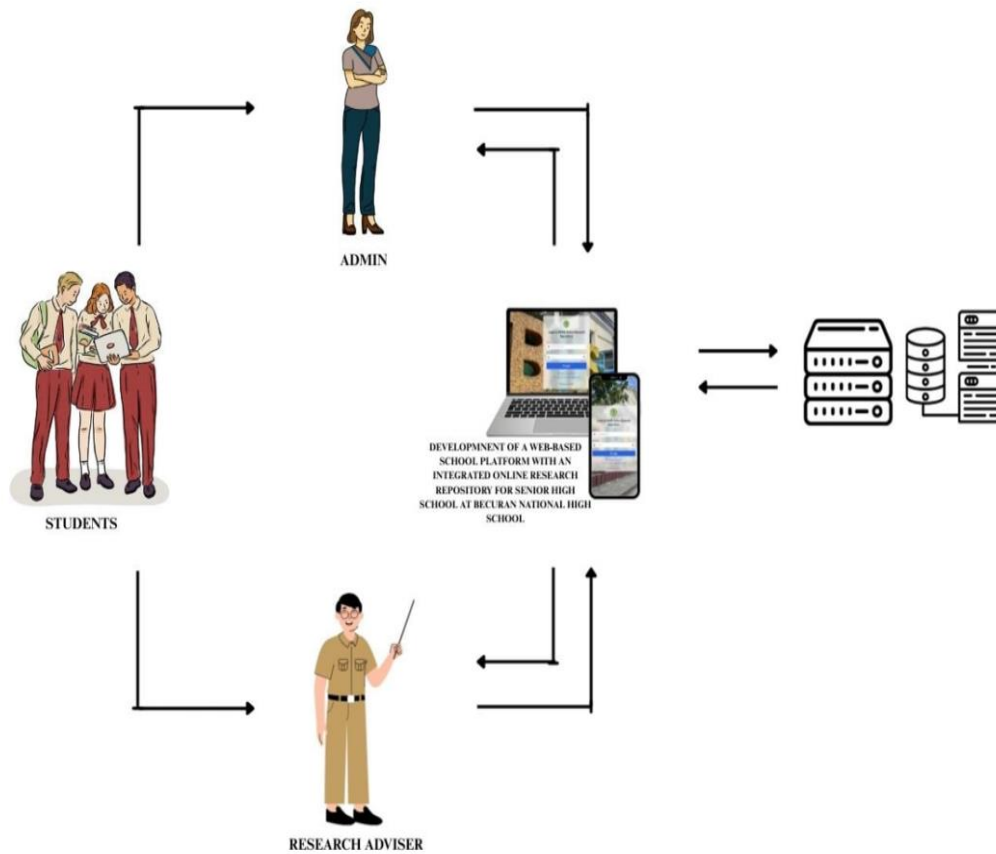 ADMIN
STUDENTS
DEVELOPMNENT OF A WEB-BASED
SCHOOL PLATFORM WITH AN
INTEGRATED ONLINE RESEARCH
REPOSITORY FOR SENIOR HIGH
SCHOOL AT BECURAN NATIONAL HIGH
SCHOOL
RESEARCH ADVISER